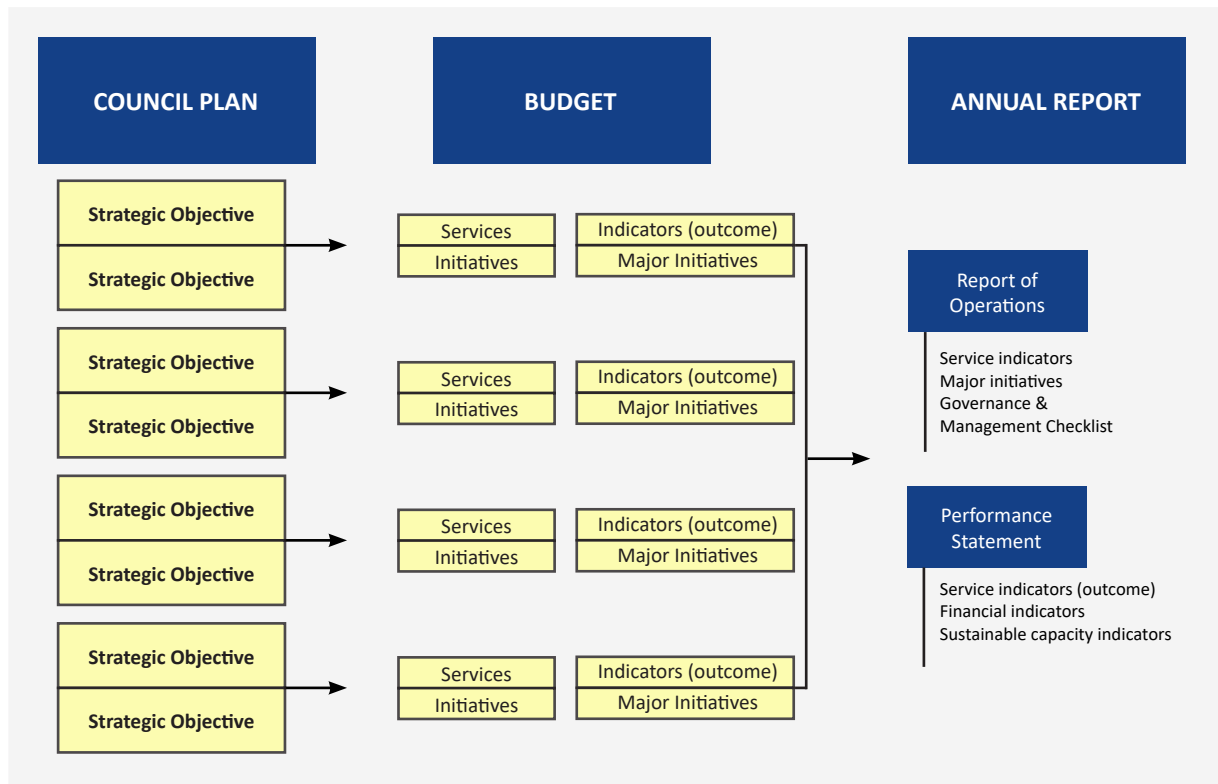 COUNCIL PLAN
BUDGET
ANNUAL REPORT
Strategic Objective
Strategic Objective
Services
Initiatives
Indicators (outcome)
Major Initiatives
Strategic Objective
Strategic Objective
Services
Initiatives
Indicators (outcome)
Major Initiatives
Strategic Objective
Strategic Objective
Services
Initiatives
Indicators (outcome)
Major Initiatives
Strategic Objective
Strategic Objective
Services
Initiatives
Indicators (outcome)
Major Initiatives
Report of
Operations
Service indicators
Major initiatives
Governance &
Management Checklist
Performance
Statement
Service indicators (outcome)
Financial indicators
Sustainable capacity indicators